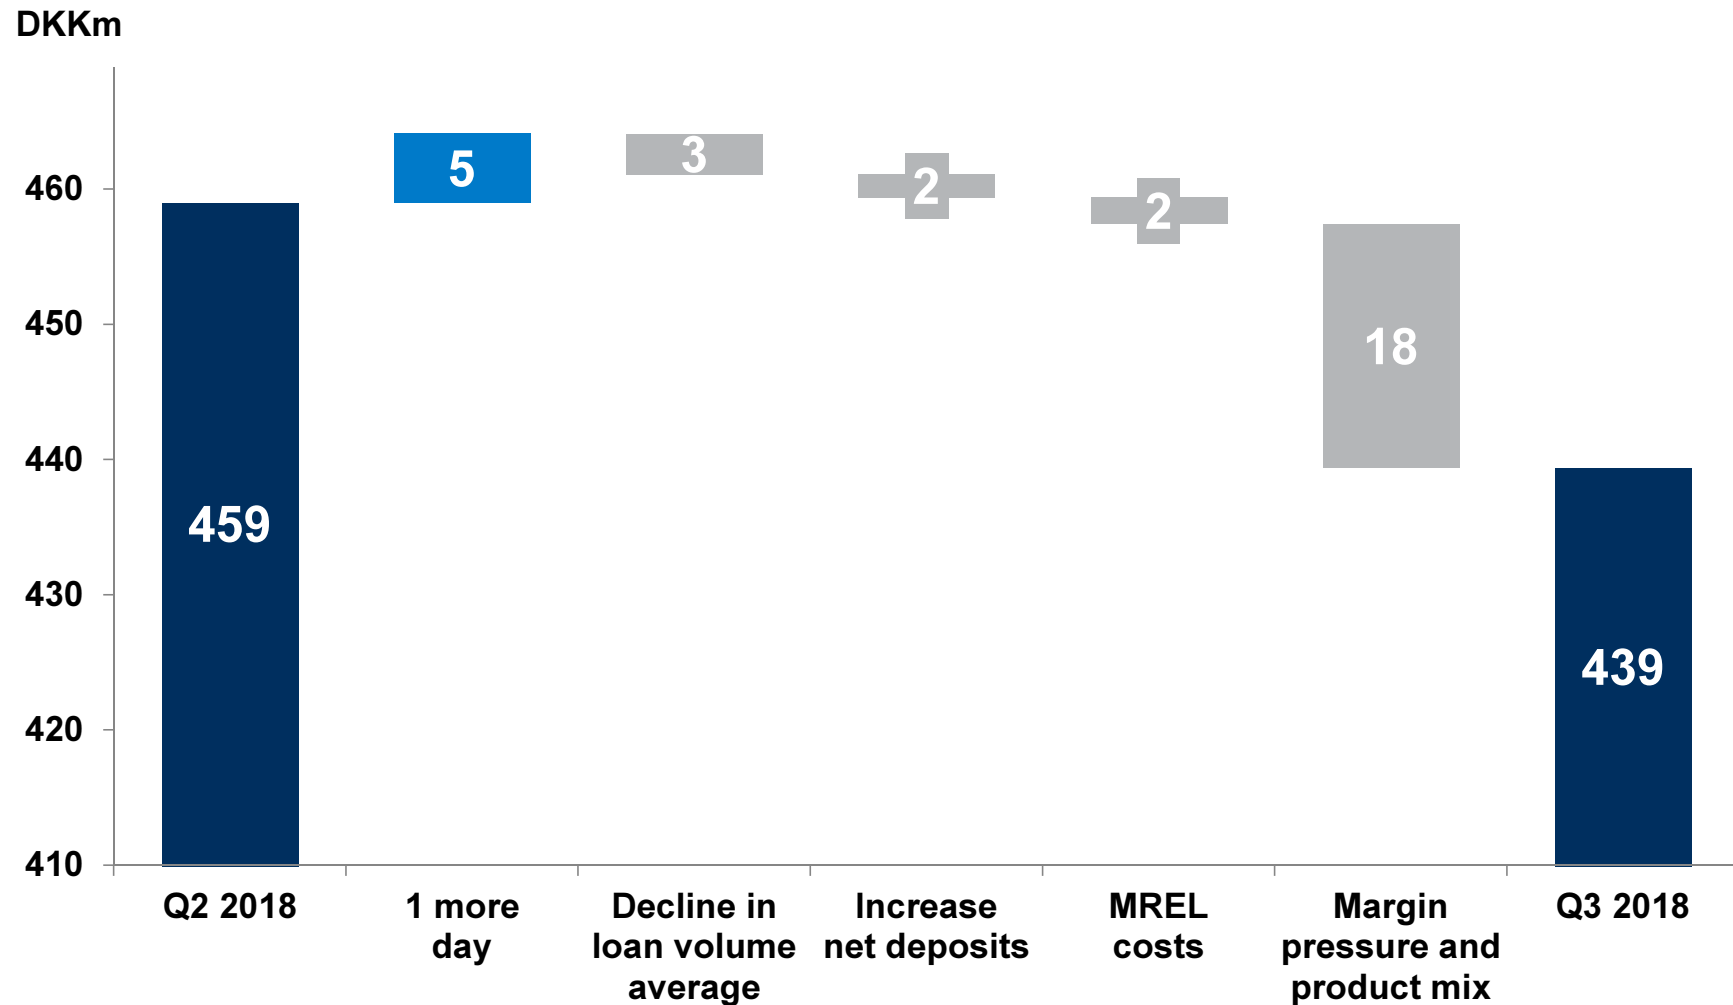 DKKm
460
450
440
430
420
410
459
5
3
2
2
18
439
Q2 2018
1 more
day
Decline in
loan volume
average
Increase
net deposits
MREL
costs
Margin
pressure and
product mix
Q3 2018